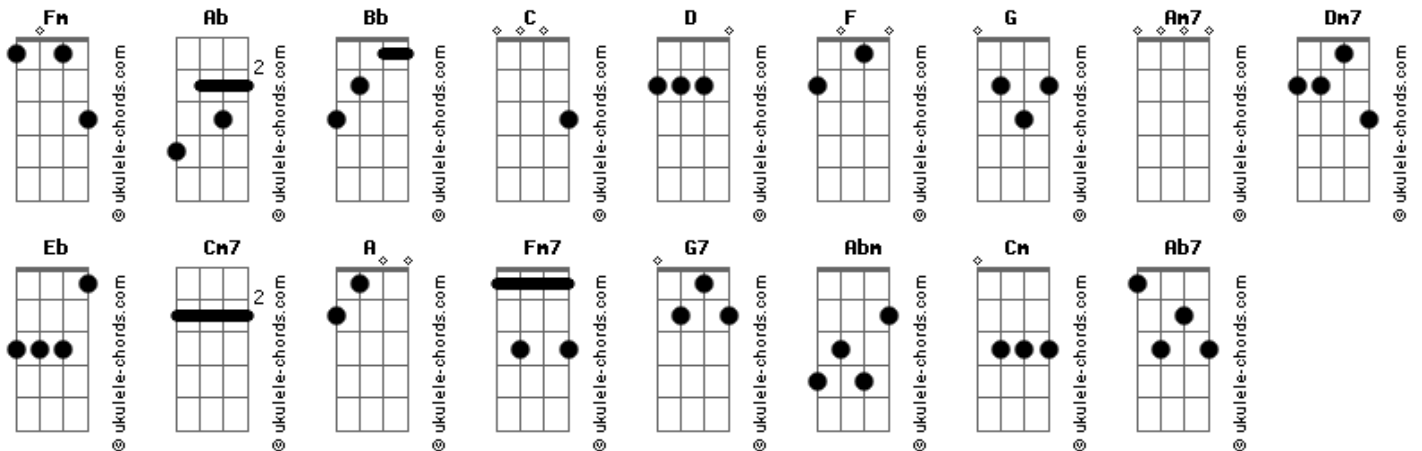 Fm Ab Bb C D F G Am7 Dm7
2
© ukulele-chords.com © ukulele-chords.com © ukulele-chords.com © ukulele-chords.com © ukulele-chords.com © ukulele-chords.com © ukulele-chords.com © ukulele-chords.com © ukulele-chords.com
Eb Cm7 A Fm7 G7 Abm Cm Ab7
2
© ukulele-chords.com © ukulele-chords.com © ukulele-chords.com © ukulele-chords.com © ukulele-chords.com © ukulele-chords.com © ukulele-chords.com © ukulele-chords.com